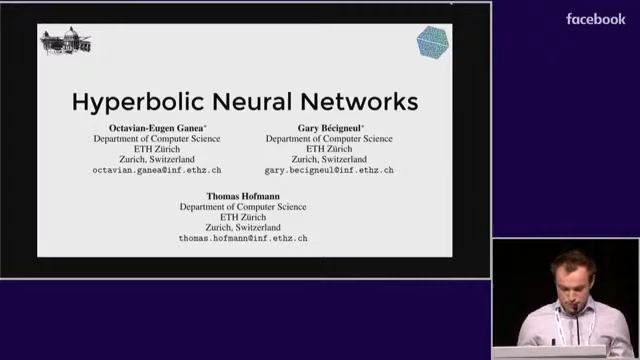 facebook
Hyperbolic Neural Networks
Octavian-Eugen Ganea*
Department of Computer Science
ETH Zürich
Zurich, Switzerland
octavian.ganea@inf.ethz.ch
Gary Bécigneul*
Department of Computer Science
ETH Zürich
Zurich, Switzerland
gary.becigneul@inf.ethz.ch
Thomas Hofmann
Department of Computer Science
ETH Zürich
Zurich, Switzerland
thomas.hofmann@inf.ethz.ch